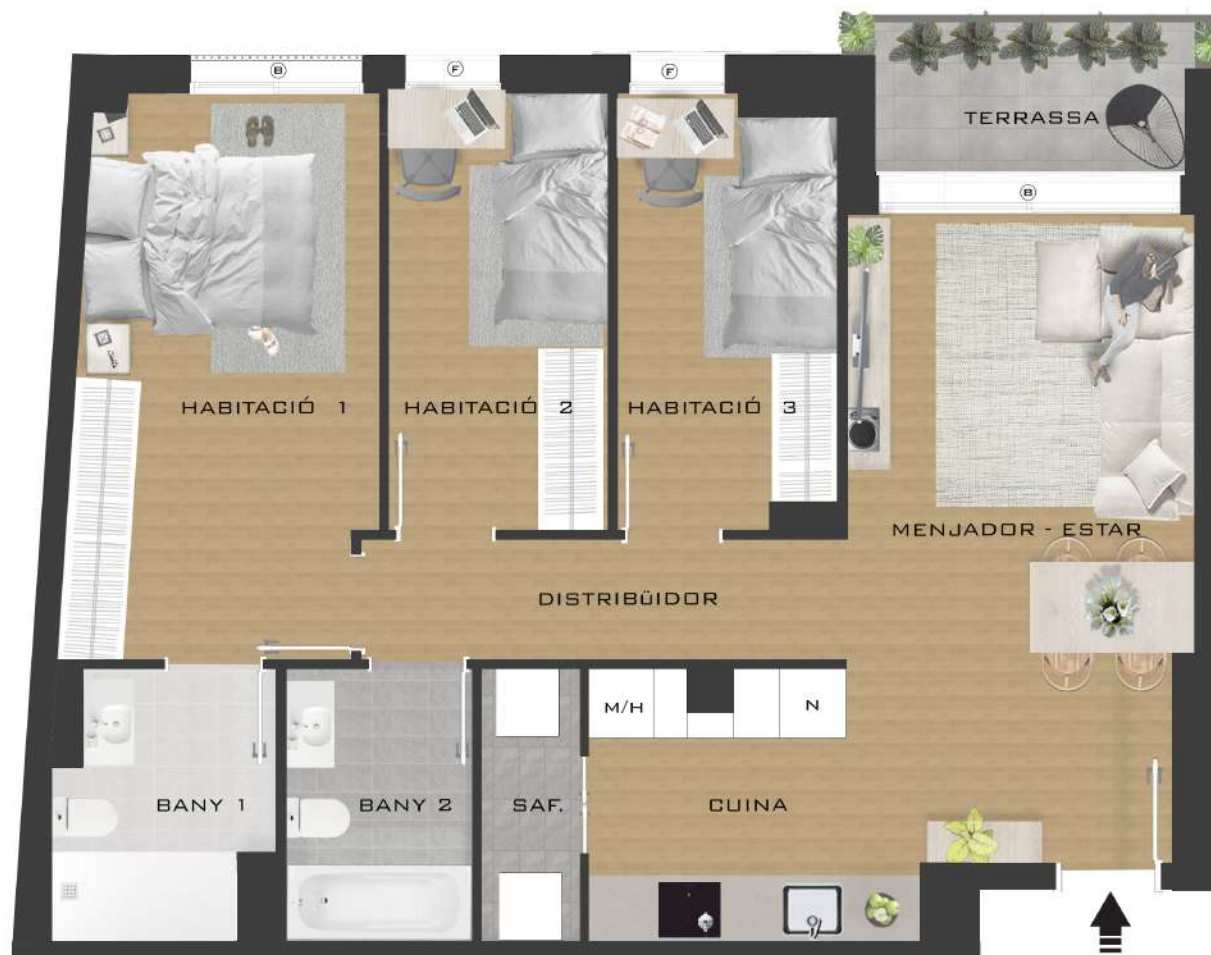 B
F
F
TERRASSA
B
HABITACIÓ 1
HABITACIÓ 2
HABITACIÓ 3
MENJADOR - ESTAR
DISTRIBÜIDOR
M/H
N
BANY 1
BANY 2
SAF.
CUINA